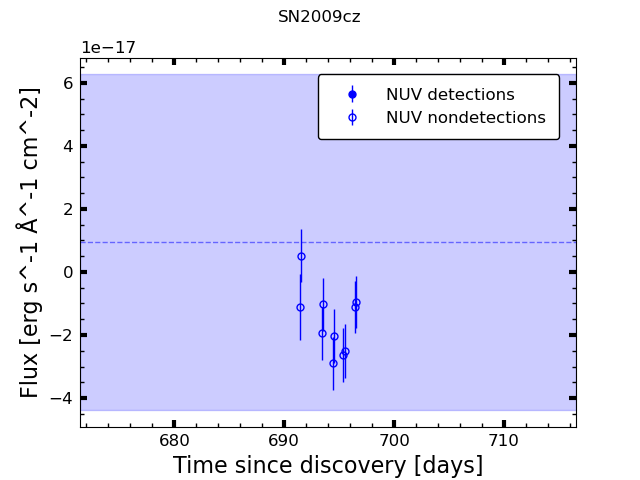 SN2009cz
1e−17
6
4
2
0
−2
−4
Flux [erg s^-1 Å^-1 cm^-2]
NUV detections
NUV nondetections
680 690 700 710
Time since discovery [days]